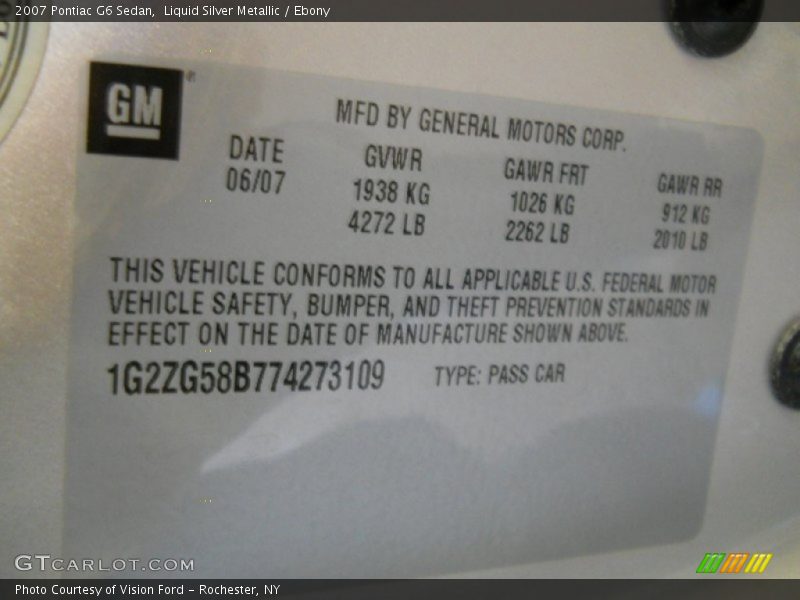 2007 Pontiac G6 Sedan,  Liquid Silver Metallic / Ebony
GM
MFD BY GENERAL MOTORS CORP.
DATE GVWR GAWR FRT GAWR RR
06/07 1938 KG 1026 KG 912 KG
4272 LB 2262 LB 2010 LB
THIS VEHICLE CONFORMS TO ALL APPLICABLE U.S. FEDERAL MOTOR
VEHICLE SAFETY, BUMPER, AND THEFT PREVENTION STANDARDS IN
EFFECT ON THE DATE OF MANUFACTURE SHOWN ABOVE.
1G2ZG58B774273109 TYPE: PASS CAR
GTCARLOT.COM
Photo Courtesy of Vision Ford – Rochester, NY